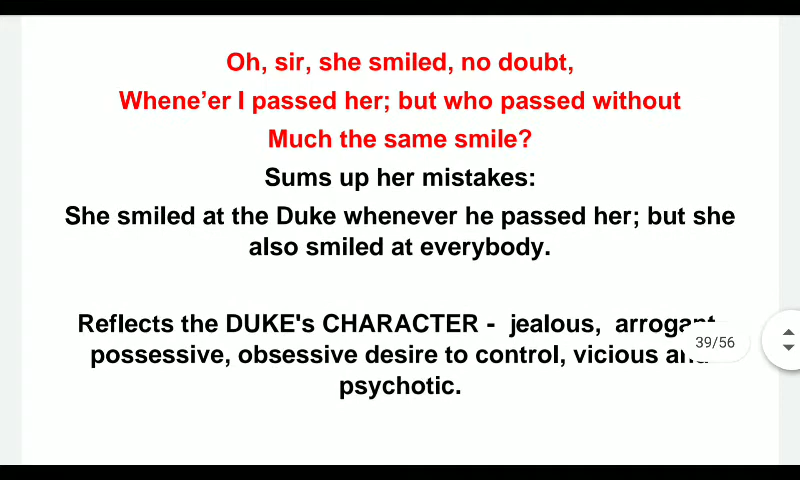 Oh, sir, she smiled, no doubt,
Whene’er I passed her; but who passed without
Much the same smile?
Sums up her mistakes:
She smiled at the Duke whenever he passed her; but she
also smiled at everybody.
Reflects the DUKE's CHARACTER - jealous, arrogant,
possessive, obsessive desire to control, vicious and
psychotic.
39/56